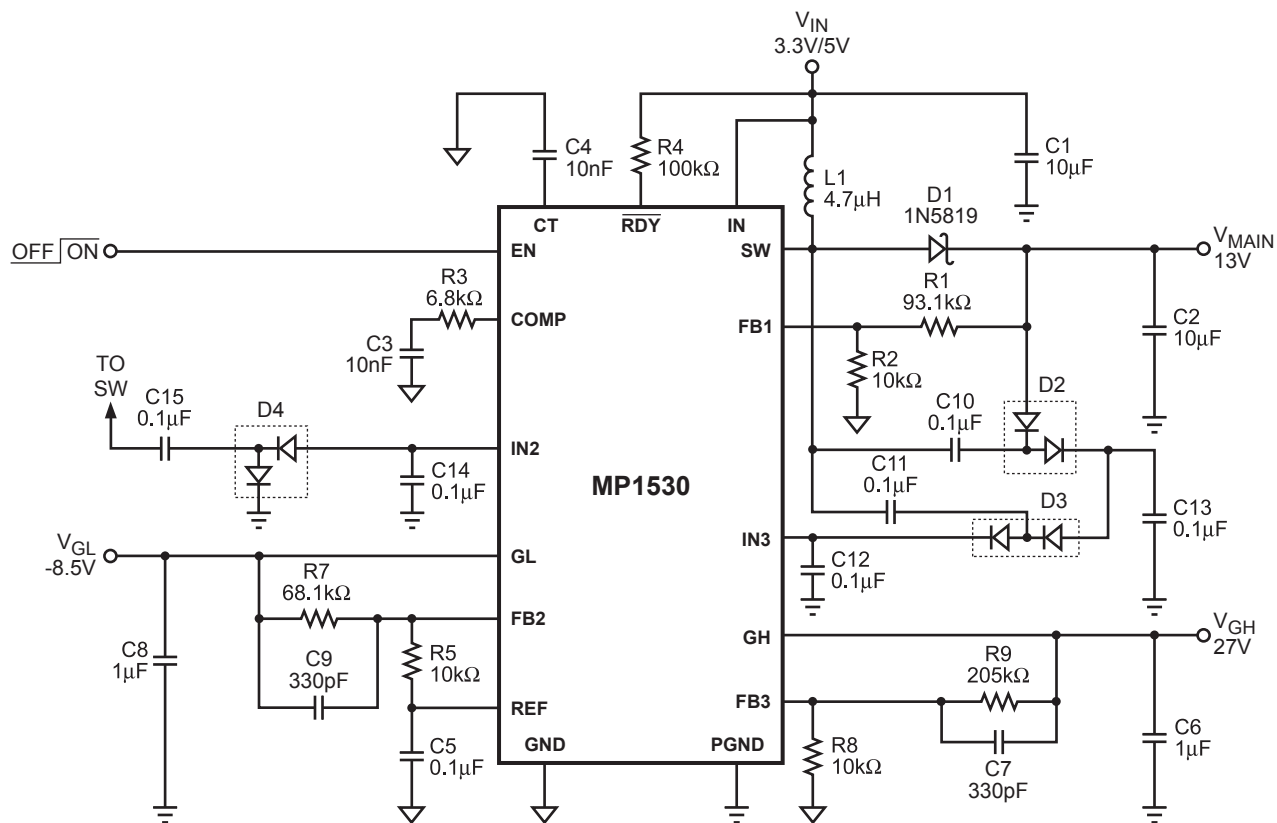 V_IN
3.3V/5V
C4
10nF
R4
100kΩ
L1
4.7μH
C1
10μF
D1
1N5819
CT
RDY
IN
OFF ON
EN
SW
V_MAIN
13V
R3
6.8kΩ
COMP
R1
93.1kΩ
FB1
C3
10nF
R2
10kΩ
C2
10μF
TO
SW
C15
0.1μF
D4
IN2
C14
0.1μF
MP1530
C10
0.1μF
D2
C11
0.1μF
D3
IN3
C12
0.1μF
C13
0.1μF
V_GL
-8.5V
GL
R7
68.1kΩ
FB2
C8
1μF
C9
330pF
R5
10kΩ
REF
C5
0.1μF
GND
PGND
GH
V_GH
27V
R9
205kΩ
FB3
R8
10kΩ
C7
330pF
C6
1μF